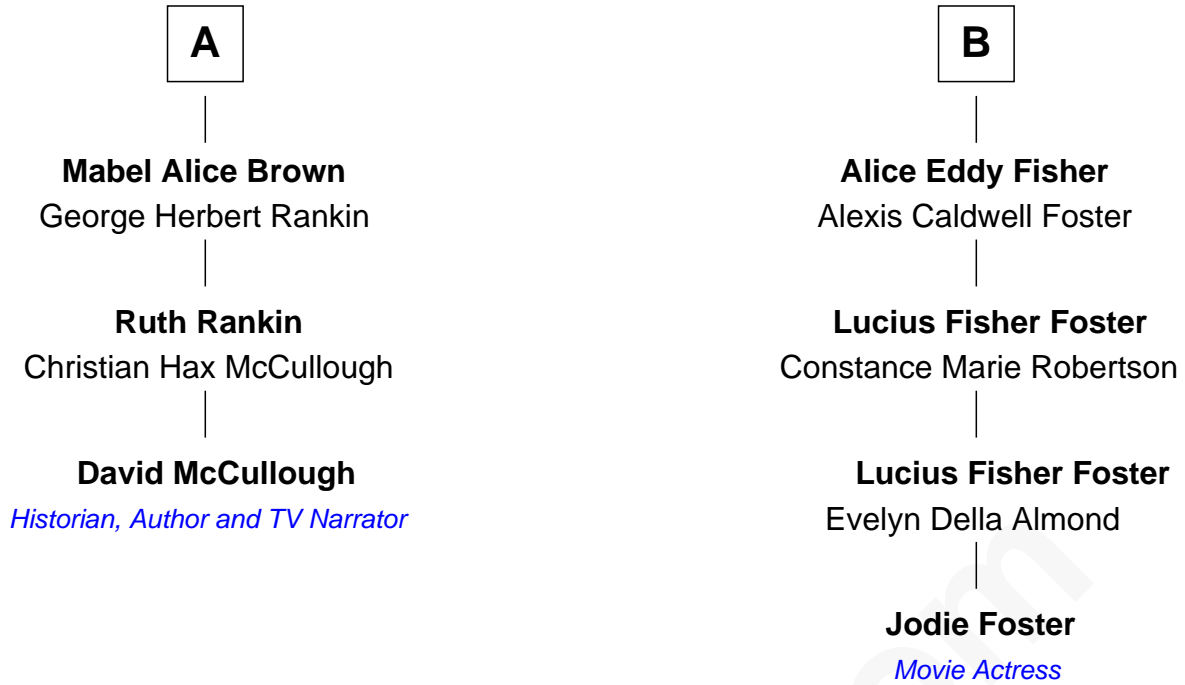 A
Mabel Alice Brown
George Herbert Rankin
Ruth Rankin
Christian Hax McCullough
David McCullough
Historian, Author and TV Narrator
B
Alice Eddy Fisher
Alexis Caldwell Foster
Lucius Fisher Foster
Constance Marie Robertson
Lucius Fisher Foster
Evelyn Della Almond
Jodie Foster
Movie Actress